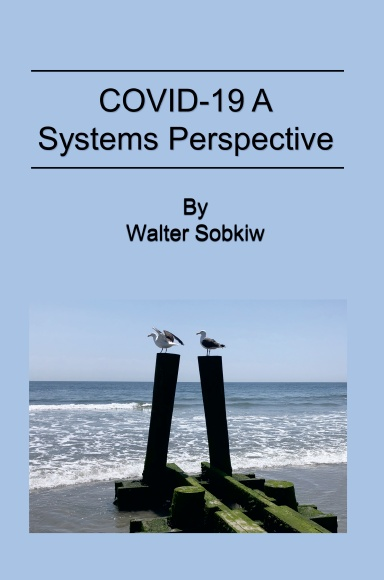 COVID-19 A
Systems Perspective
By
Walter Sobkiw